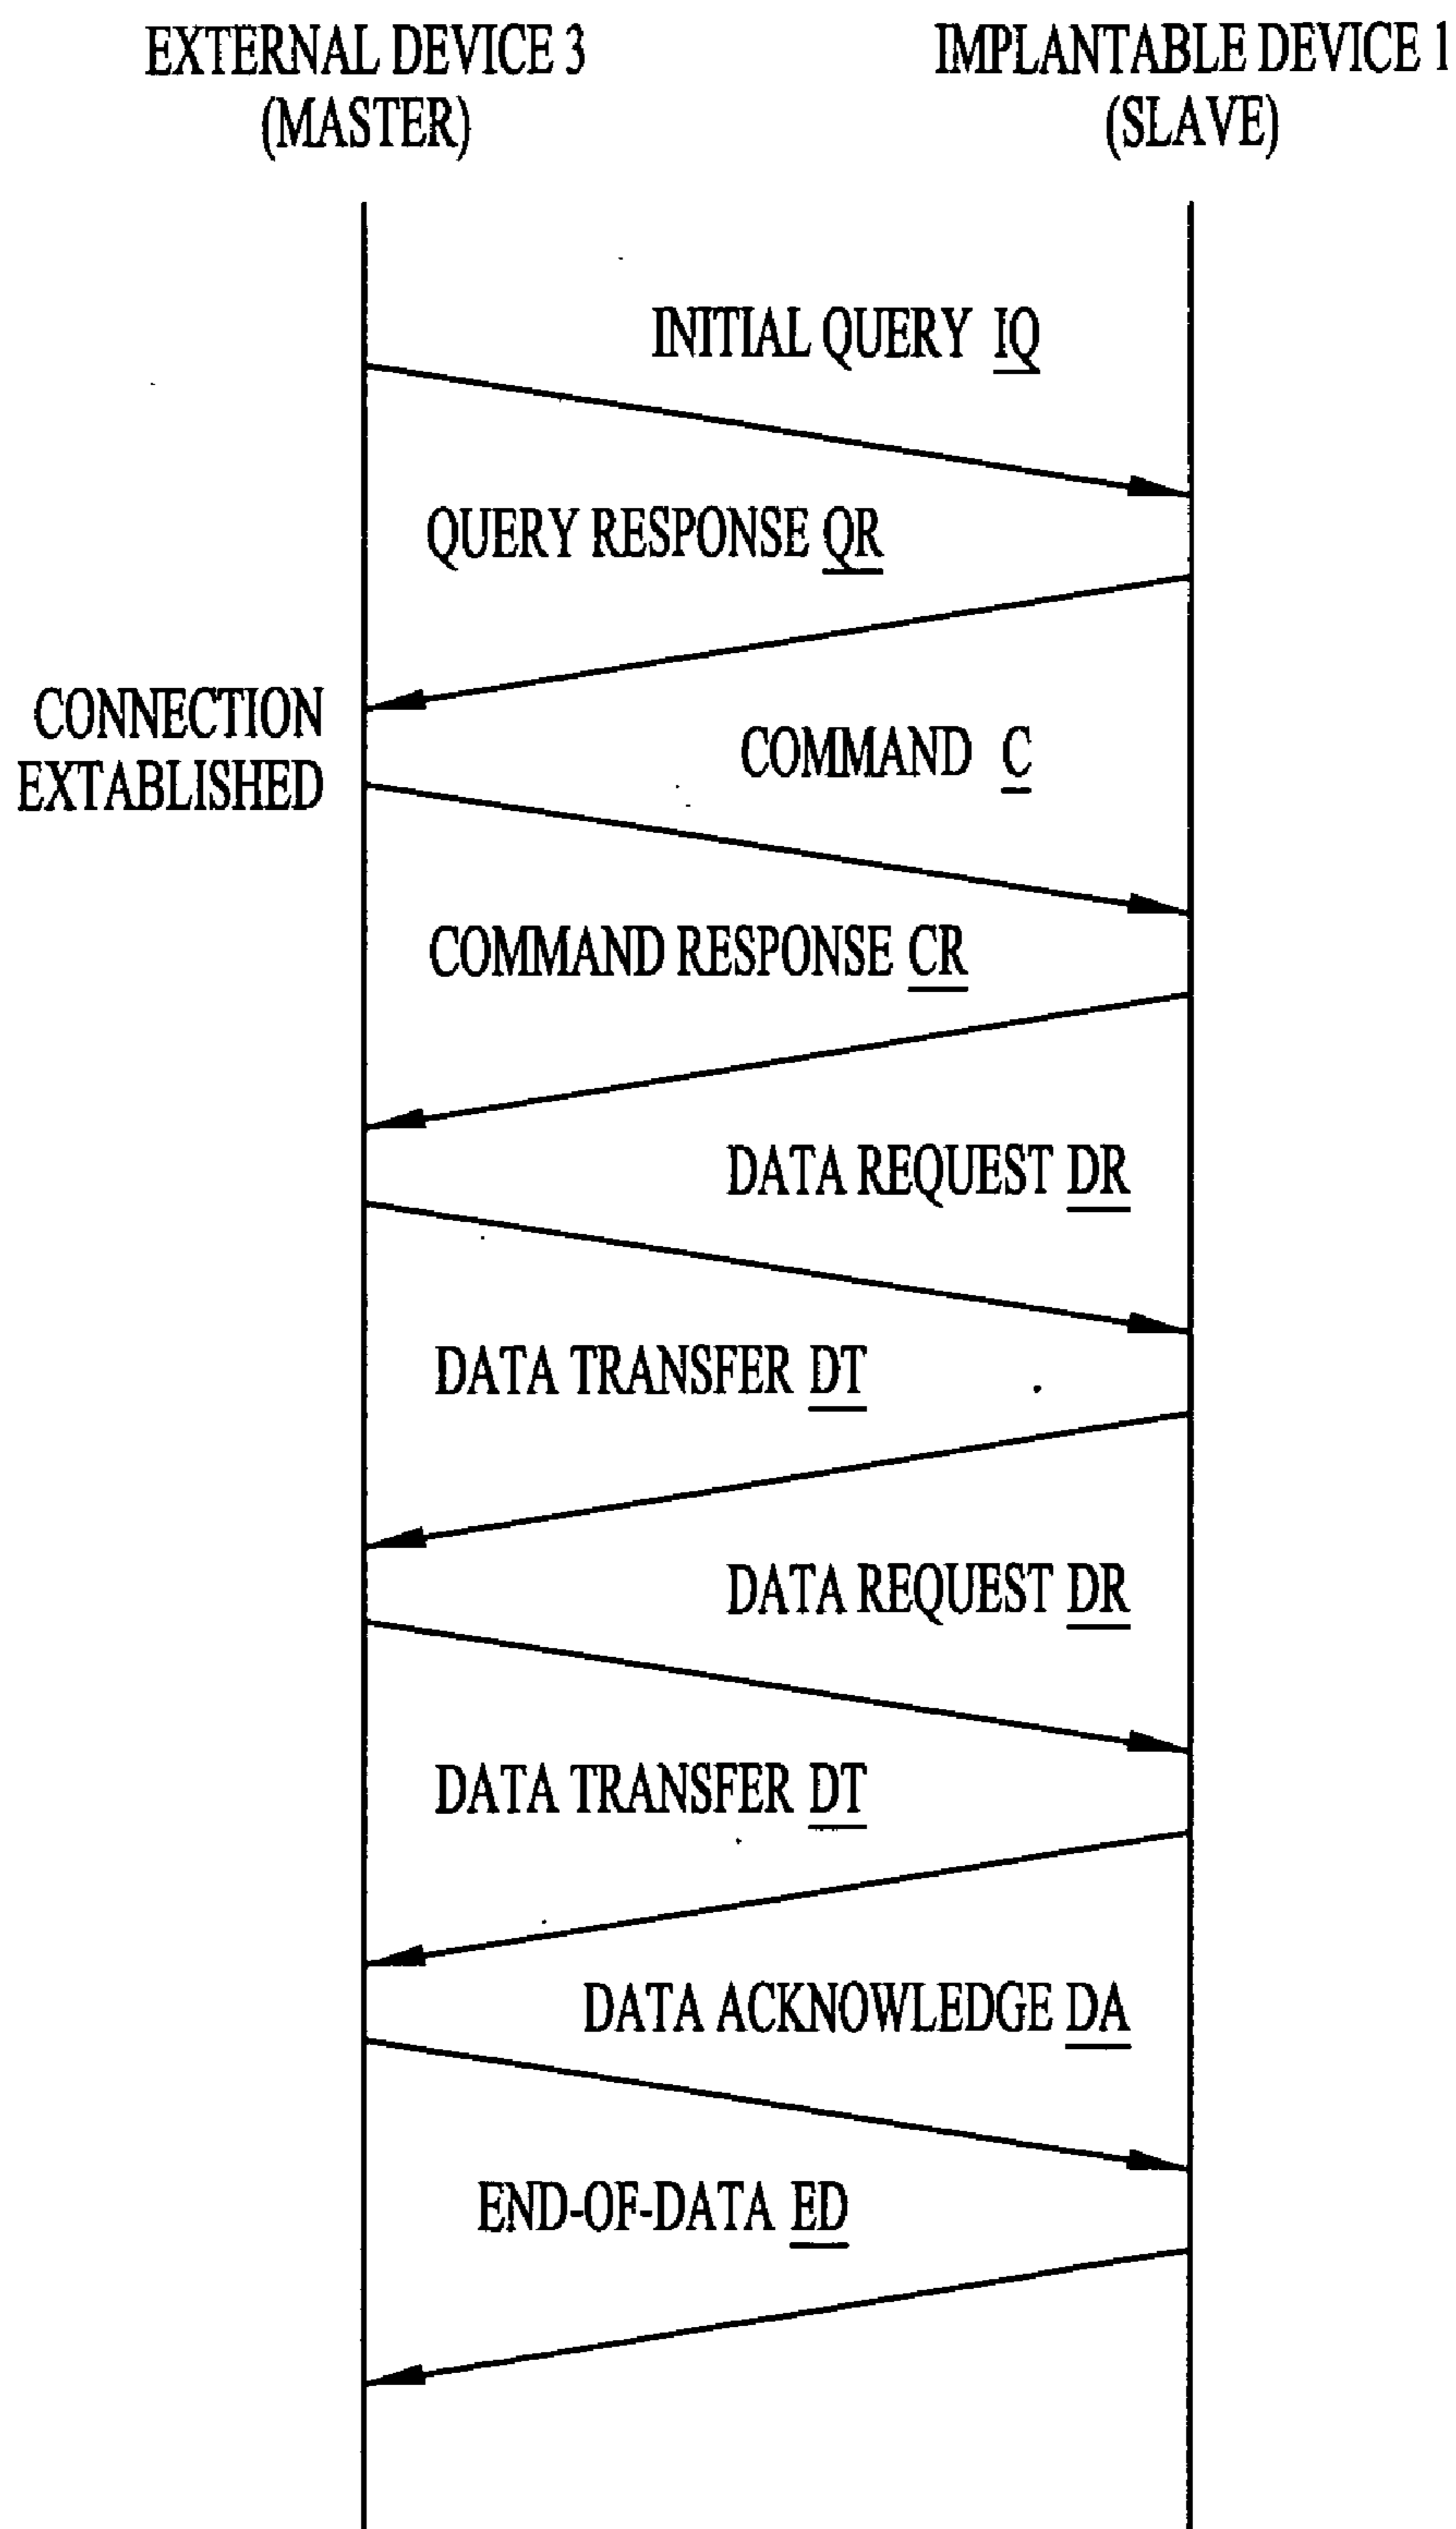 EXTERNAL DEVICE 3
(MASTER)
IMPLANTABLE DEVICE 1
(SLAVE)
INITIAL QUERY IQ
QUERY RESPONSE QR
CONNECTION
EXTABLISHED
COMMAND C
COMMAND RESPONSE CR
DATA REQUEST DR
DATA TRANSFER DT
DATA REQUEST DR
DATA TRANSFER DT
DATA ACKNOWLEDGE DA
END-OF-DATA ED